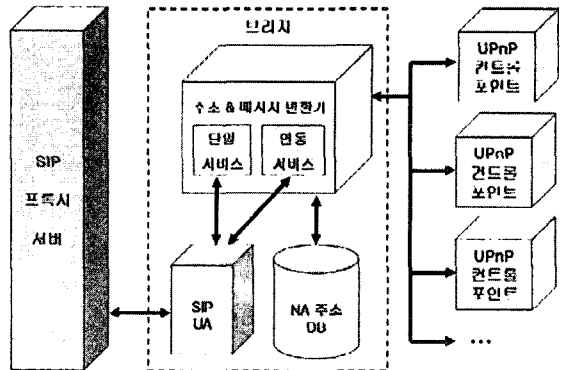 브리지
SIP
프록시
서버
주소 & 메시지 변환기
단일
서비스
연동
서비스
SIP
UA
NA 주소
DB
UPnP
컨트롤
포인트
UPnP
컨트롤
포인트
UPnP
컨트롤
포인트
...